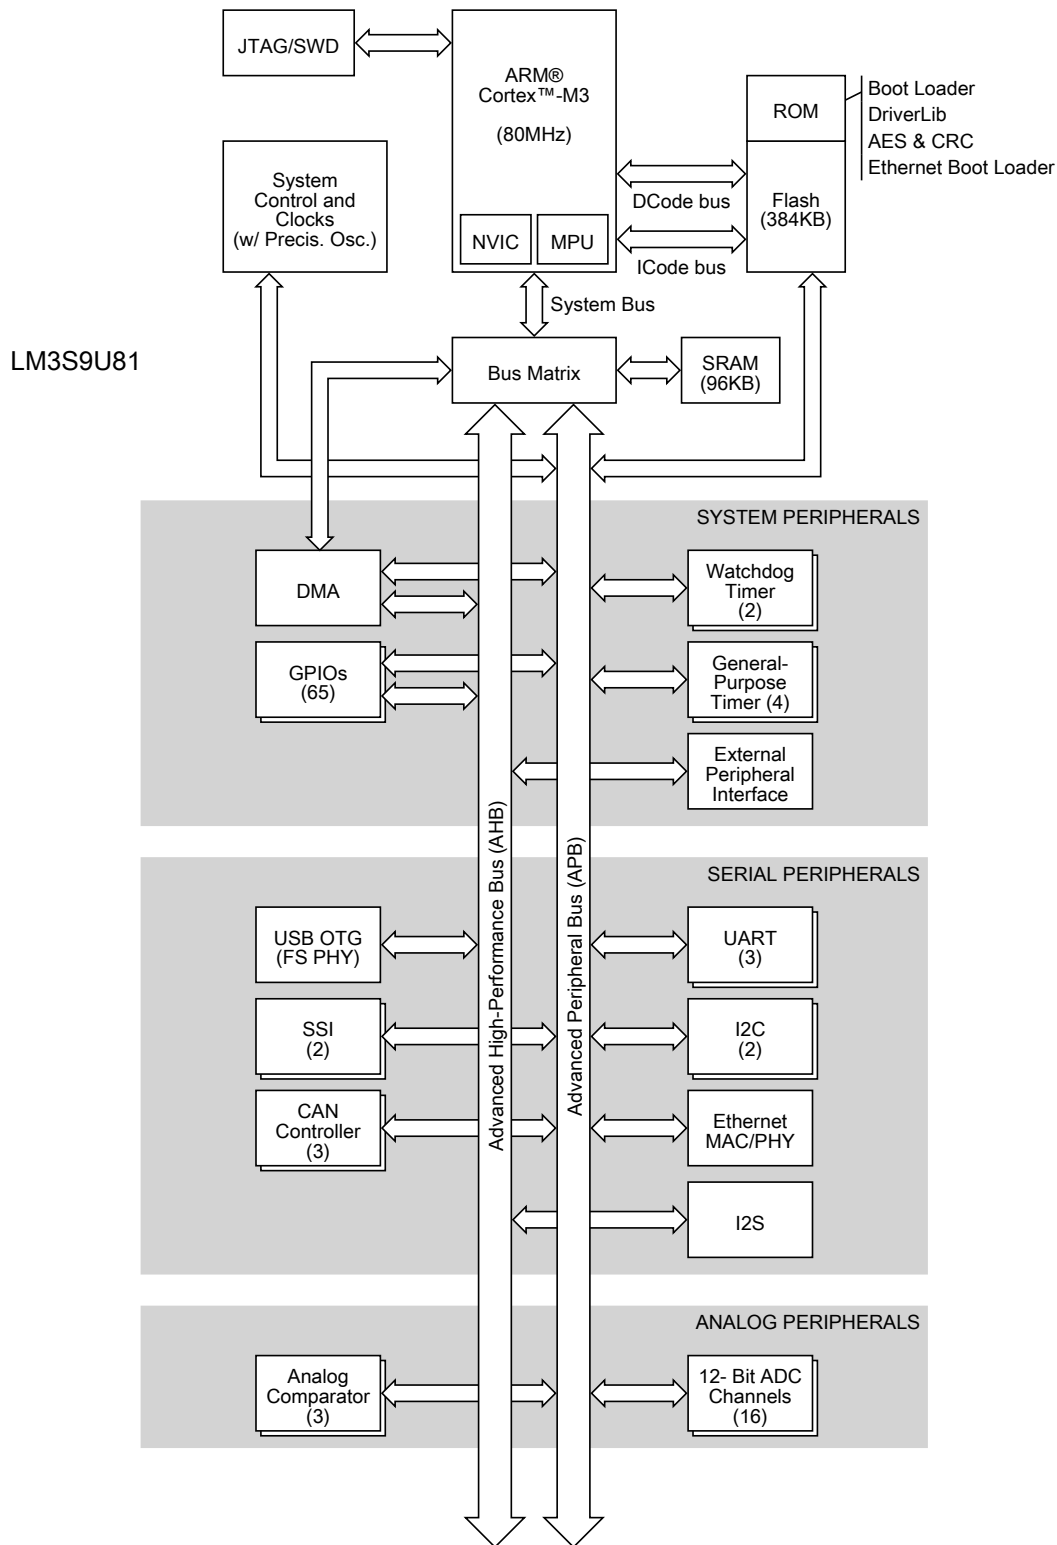 JTAG/SWD
ARM®
Cortex™-M3
(80MHz)
NVIC
MPU
ROM
Flash
(384KB)
Boot Loader
DriverLib
AES & CRC
Ethernet Boot Loader
DCode bus
ICode bus
System
Control and
Clocks
(w/ Precis. Osc.)
System Bus
LM3S9U81
Bus Matrix
SRAM
(96KB)
SYSTEM PERIPHERALS
DMA
Watchdog
Timer
(2)
GPIOs
(65)
General-
Purpose
Timer (4)
External
Peripheral
Interface
Advanced High-Performance Bus (AHB)
Advanced Peripheral Bus (APB)
SERIAL PERIPHERALS
USB OTG
(FS PHY)
UART
(3)
SSI
(2)
I2C
(2)
CAN
Controller
(3)
Ethernet
MAC/PHY
I2S
ANALOG PERIPHERALS
Analog
Comparator
(3)
12- Bit ADC
Channels
(16)